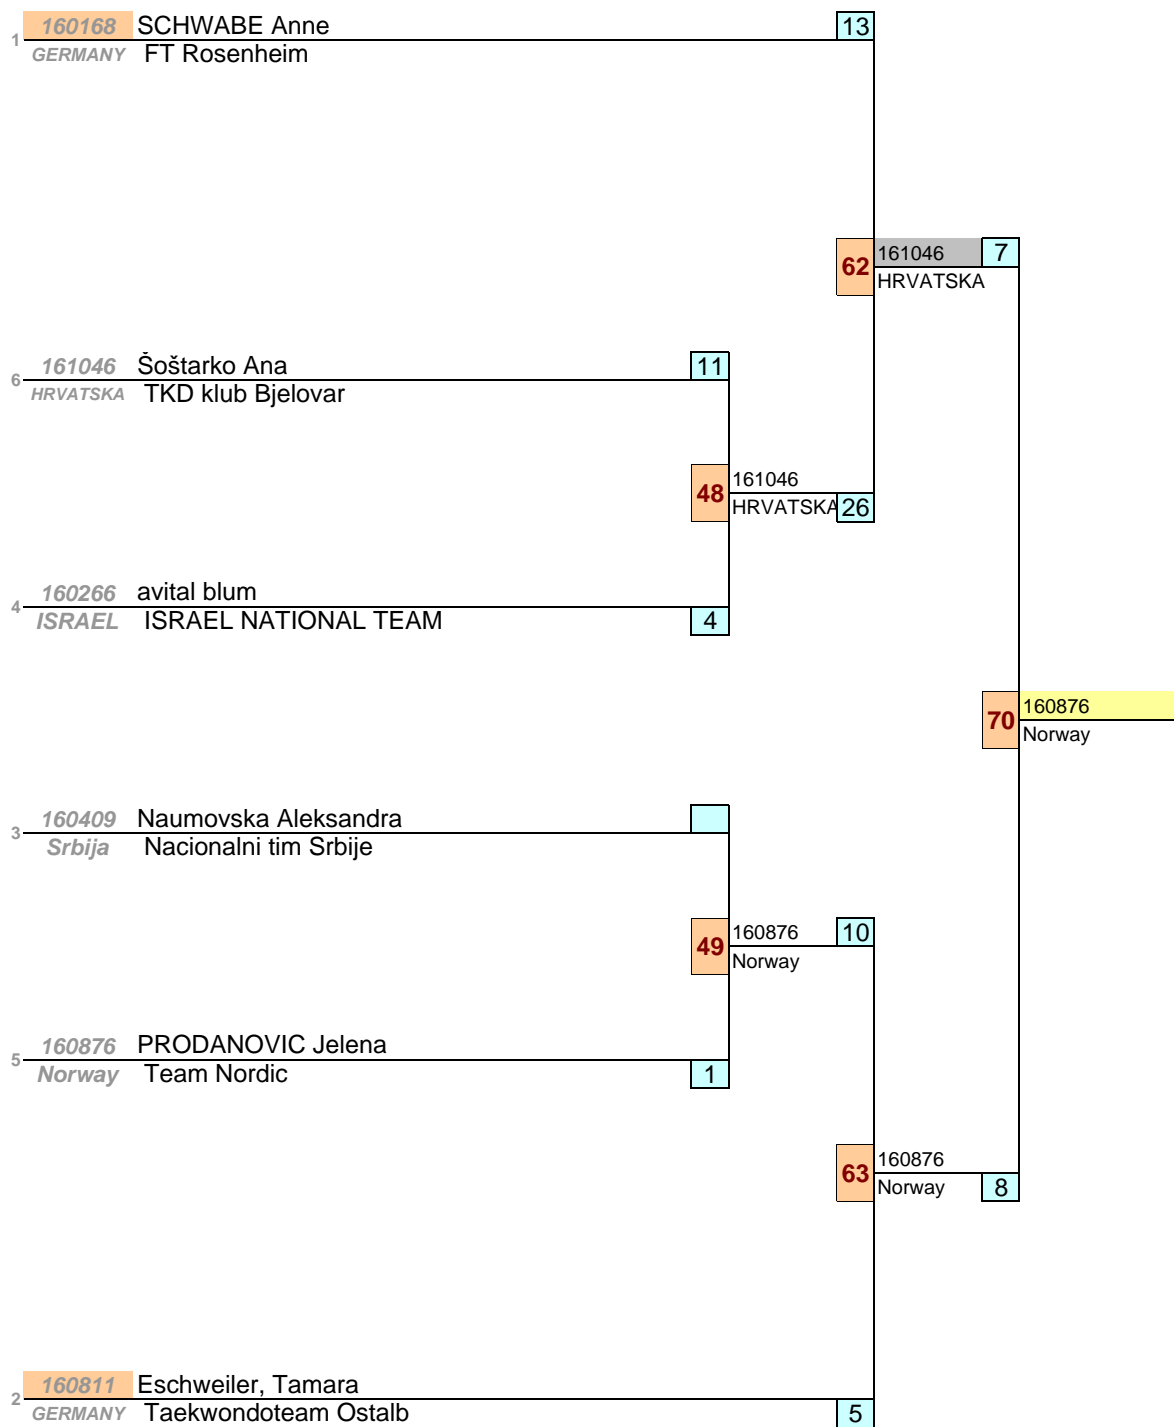 160168 SCHWABE Anne 13
1
GERMANY FT Rosenheim
62 161046 7
HRVATSKA
161046 Šoštarko Ana 11
6
HRVATSKA TKD klub Bjelovar
48 161046
HRVATSKA 26
160266 avital blum
4
ISRAEL ISRAEL NATIONAL TEAM 4
70 160876
Norway
160409 Naumovska Aleksandra
3
Srbija Nacionalni tim Srbije
49 160876 10
Norway
160876 PRODANOVIC Jelena
5
Norway Team Nordic 1
63 160876
Norway 8
160811 Eschweiler, Tamara
2
GERMANY Taekwondoteam Ostalb 5